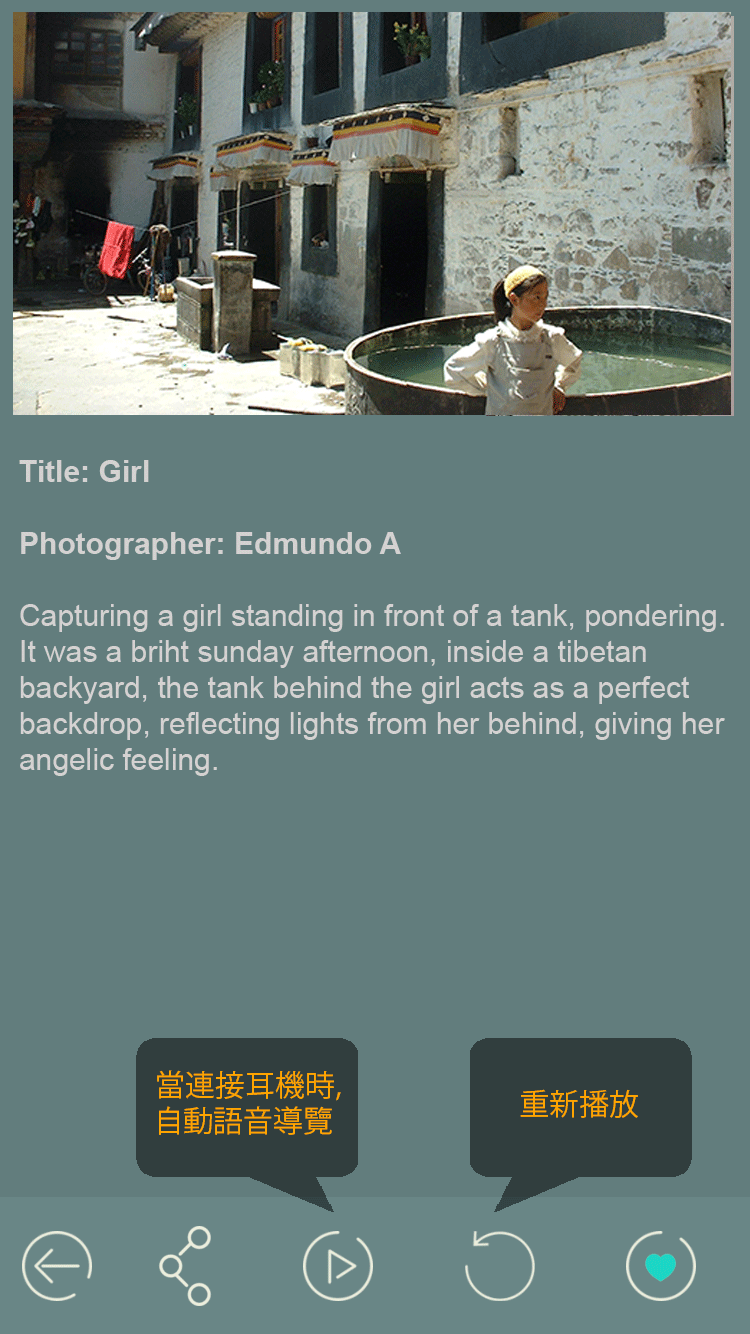 Title: Girl
Photographer: Edmundo A
Capturing a girl standing in front of a tank, pondering.
It was a briht sunday afternoon, inside a tibetan
backyard, the tank behind the girl acts as a perfect
backdrop, reflecting lights from her behind, giving her
angelic feeling.
當連接耳機時,
自動語音導覽
重新播放